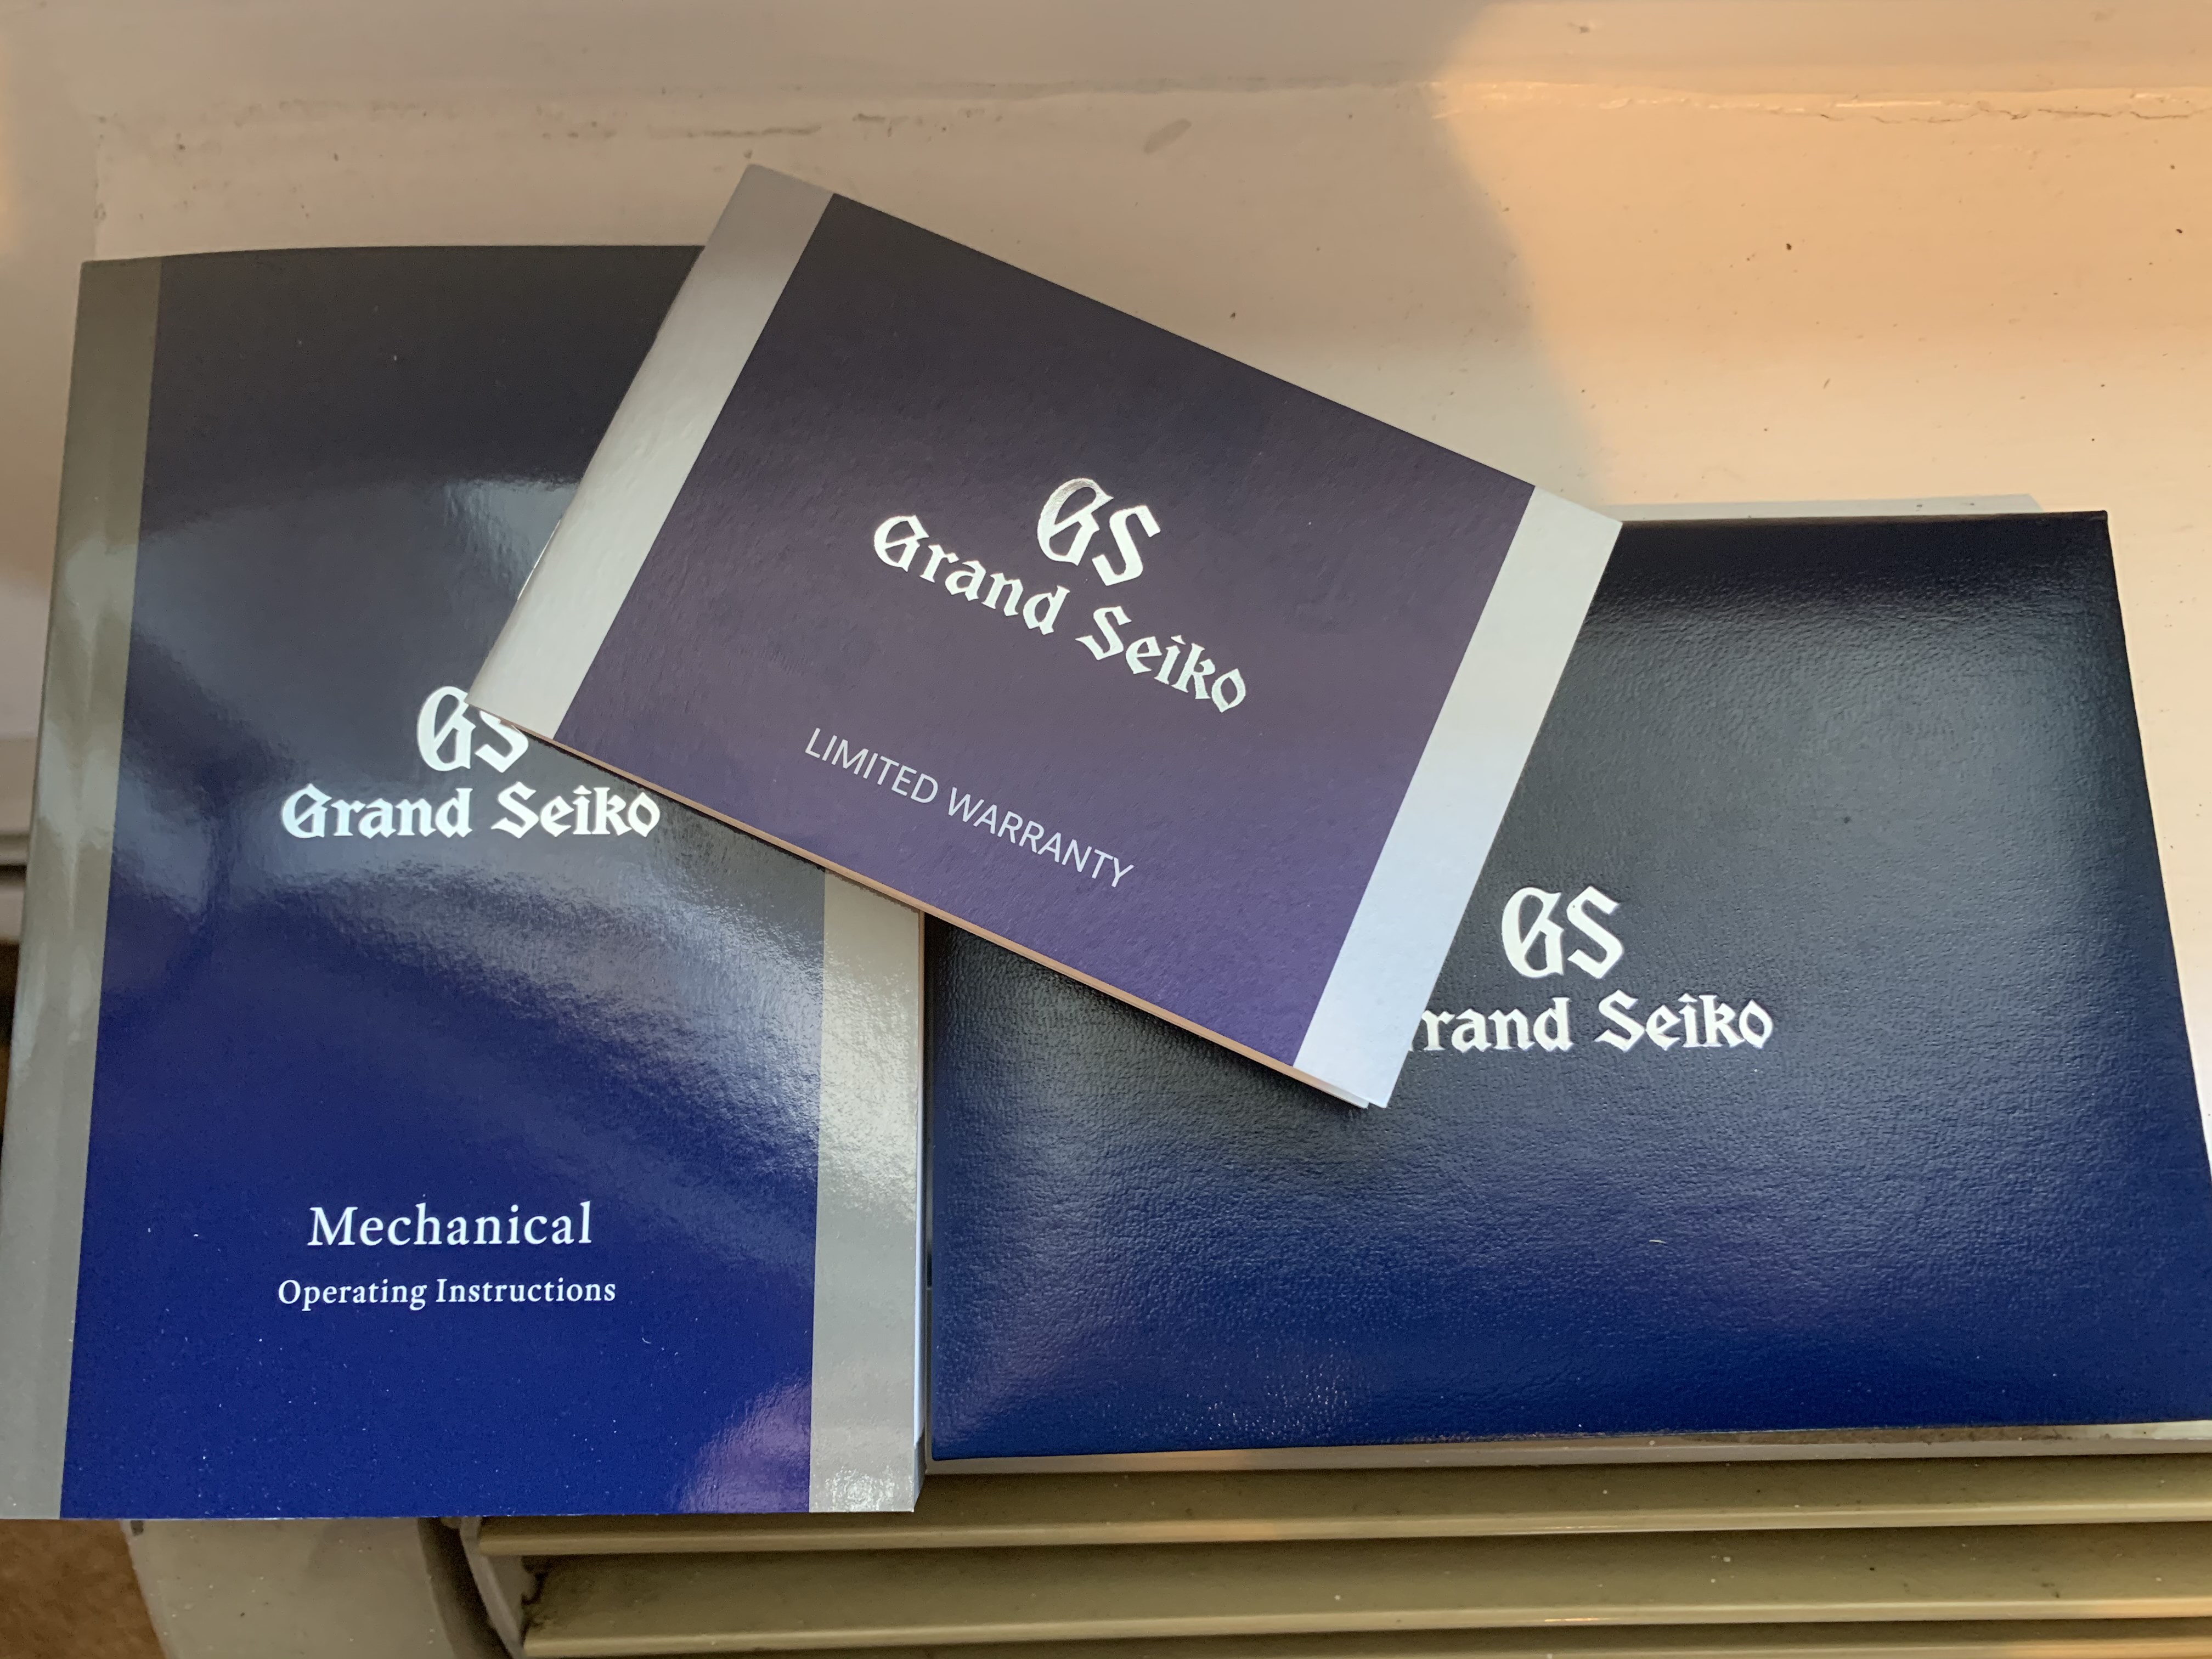 GS
Grand Seiko
LIMITED WARRANTY
GS
Grand Seiko
Mechanical
Operating Instructions
GS
rand Seiko